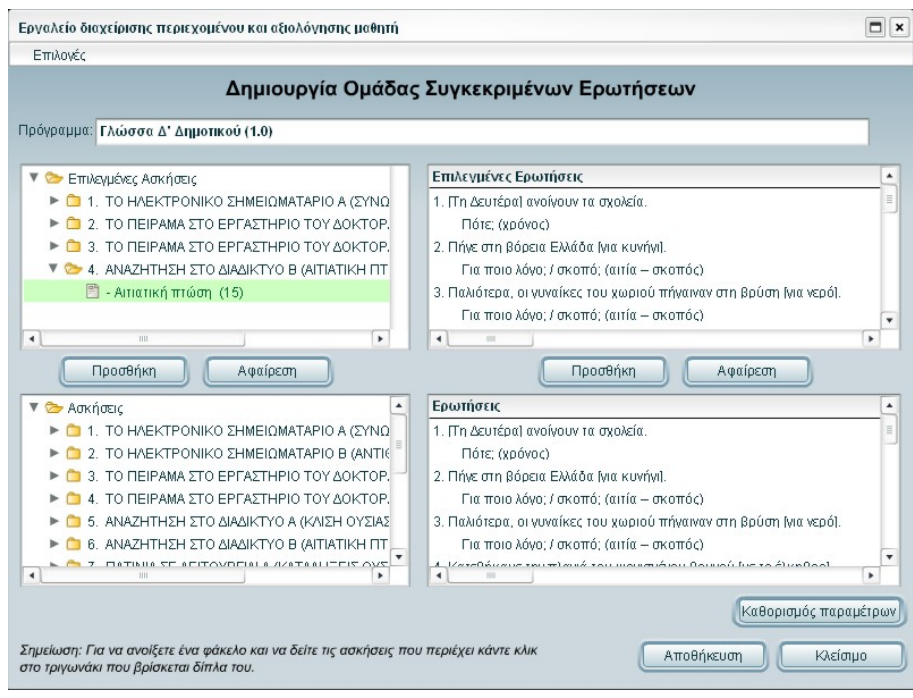 Εργαλείο διαχείρισης περιεχομένου και αξιολόγησης μαθητή
Επιλογές
Δημιουργία Ομάδας Συγκεκριμένων Ερωτήσεων
Πρόγραμμα: Γλώσσα Δ' Δημοτικού (1.0)
Επιλεγμένες Ασκήσεις
1. ΤΟ ΗΛΕΚΤΡΟΝΙΚΟ ΣΗΜΕΙΩΜΑΤΑΡΙΟ Α (ΣΥΝΩ
2. ΤΟ ΠΕΙΡΑΜΑ ΣΤΟ ΕΡΓΑΣΤΗΡΙΟ ΤΟΥ ΔΟΚΤΟΡ.
3. ΤΟ ΠΕΙΡΑΜΑ ΣΤΟ ΕΡΓΑΣΤΗΡΙΟ ΤΟΥ ΔΟΚΤΟΡ.
4. ΑΝΑΖΗΤΗΣΗ ΣΤΟ ΔΙΑΔΙΚΤΥΟ Β (ΑΙΤΙΑΤΙΚΗ ΠΤ
- Αιτιατική πτώση (15)
Επιλεγμένες Ερωτήσεις
1. [Τη Δευτέρα] ανοίγουν τα σχολεία.
Πότε; (χρόνος)
2. Πήγε στη βόρεια Ελλάδα [για κυνήγι].
Για ποιο λόγο; / σκοπό; (αιτία – σκοπός)
3. Παλιότερα, οι γυναίκες του χωριού πήγαιναν στη βρύση [για νερό].
Για ποιο λόγο; / σκοπό; (αιτία – σκοπός)
Προσθήκη Αφαίρεση
Προσθήκη Αφαίρεση
Ασκήσεις
1. ΤΟ ΗΛΕΚΤΡΟΝΙΚΟ ΣΗΜΕΙΩΜΑΤΑΡΙΟ Α (ΣΥΝΩ
2. ΤΟ ΗΛΕΚΤΡΟΝΙΚΟ ΣΗΜΕΙΩΜΑΤΑΡΙΟ Β (ΑΝΤΙΘ
3. ΤΟ ΠΕΙΡΑΜΑ ΣΤΟ ΕΡΓΑΣΤΗΡΙΟ ΤΟΥ ΔΟΚΤΟΡ.
4. ΤΟ ΠΕΙΡΑΜΑ ΣΤΟ ΕΡΓΑΣΤΗΡΙΟ ΤΟΥ ΔΟΚΤΟΡ.
5. ΑΝΑΖΗΤΗΣΗ ΣΤΟ ΔΙΑΔΙΚΤΥΟ Α (ΚΛΙΣΗ ΟΥΣΙΑΣ
6. ΑΝΑΖΗΤΗΣΗ ΣΤΟ ΔΙΑΔΙΚΤΥΟ Β (ΑΙΤΙΑΤΙΚΗ ΠΤ
Ερωτήσεις
1. [Τη Δευτέρα] ανοίγουν τα σχολεία.
Πότε; (χρόνος)
2. Πήγε στη βόρεια Ελλάδα [για κυνήγι].
Για ποιο λόγο; / σκοπό; (αιτία – σκοπός)
3. Παλιότερα, οι γυναίκες του χωριού πήγαιναν στη βρύση [για νερό].
Για ποιο λόγο; / σκοπό; (αιτία – σκοπός)
Καθορισμός παραμέτρων
Σημείωση: Για να ανοίξετε ένα φάκελο και να δείτε τις ασκήσεις που περιέχει κάντε κλικ
στο τριγωνάκι που βρίσκεται δίπλα του.
Αποθήκευση Κλείσιμο